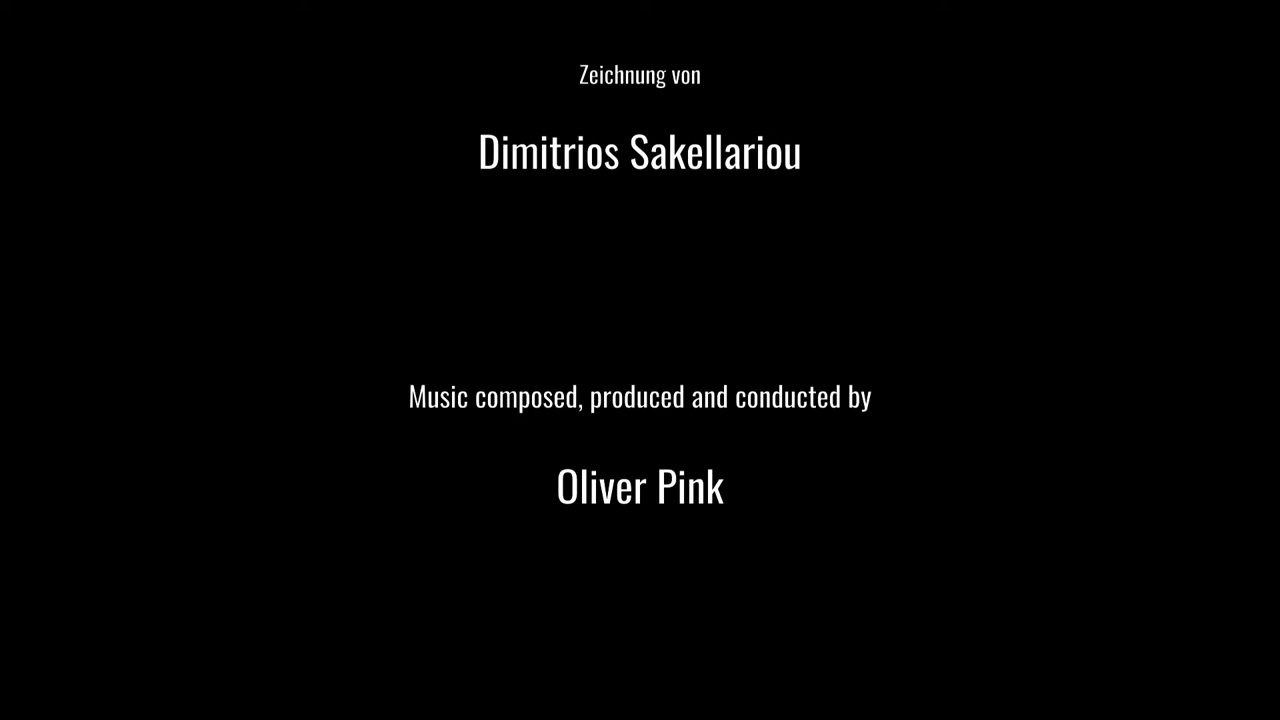 Zeichnung von
Dimitrios Sakellariou
Music composed, produced and conducted by
Oliver Pink